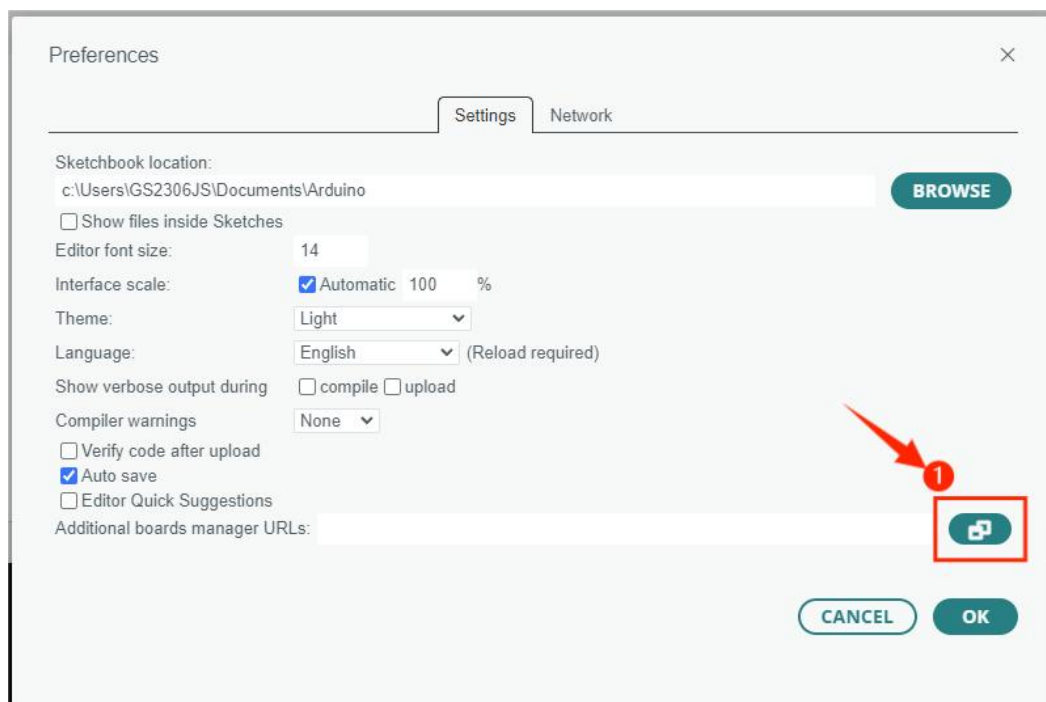 Preferences
Settings Network
Sketchbook location:
c:\Users\GS2306JS\Documents\Arduino BROWSE
Show files inside Sketches
Editor font size: 14
Interface scale: Automatic 100 %
Theme: Light
Language: English (Reload required)
Show verbose output during compile upload
Compiler warnings None
Verify code after upload
Auto save
1
Editor Quick Suggestions
Additional boards manager URLs:
CANCEL OK